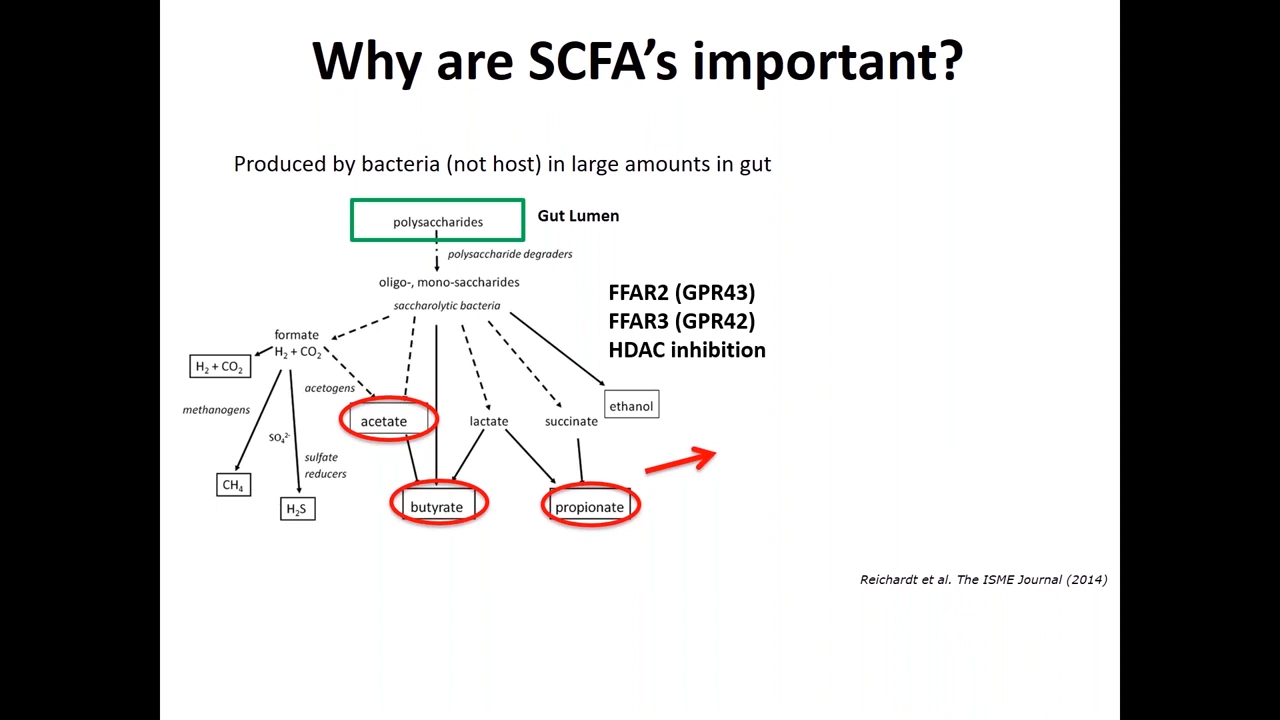 Why are SCFA's important?
Produced by bacteria (not host) in large amounts in gut
polysaccharides
Gut Lumen
polysaccharide degraders
oligo-, mono-saccharides
saccharolytic bacteria
FFAR2 (GPR43)
FFAR3 (GPR42)
HDAC inhibition
formate
H₂ + CO₂
H₂ + CO₂
acetogens
methanogens
acetate
lactate
succinate
ethanol
SO₄²⁻
sulfate
reducers
CH₄
H₂S
butyrate
propionate
Reichardt et al. The ISME Journal (2014)